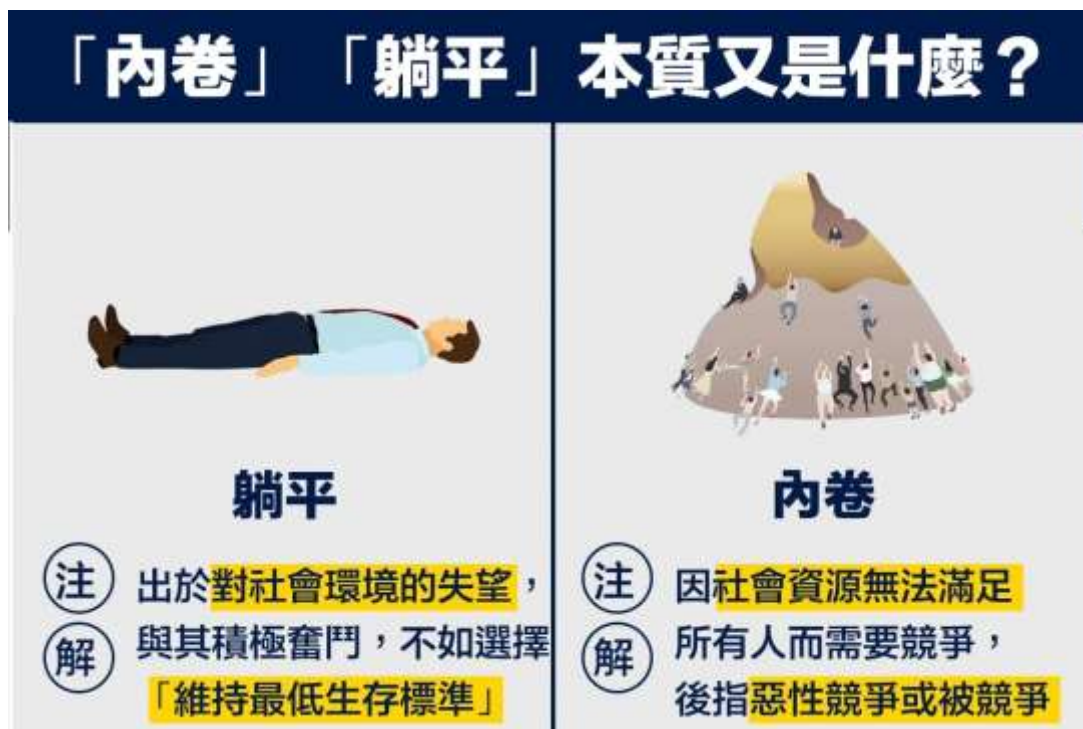 「內卷」「躺平」本質又是什麼？
躺平
注解
出於對社會環境的失望，
與其積極奮鬥，不如選擇
「維持最低生存標準」
內卷
注解
因社會資源無法滿足
所有人而需要競爭，
後指惡性競爭或被競爭